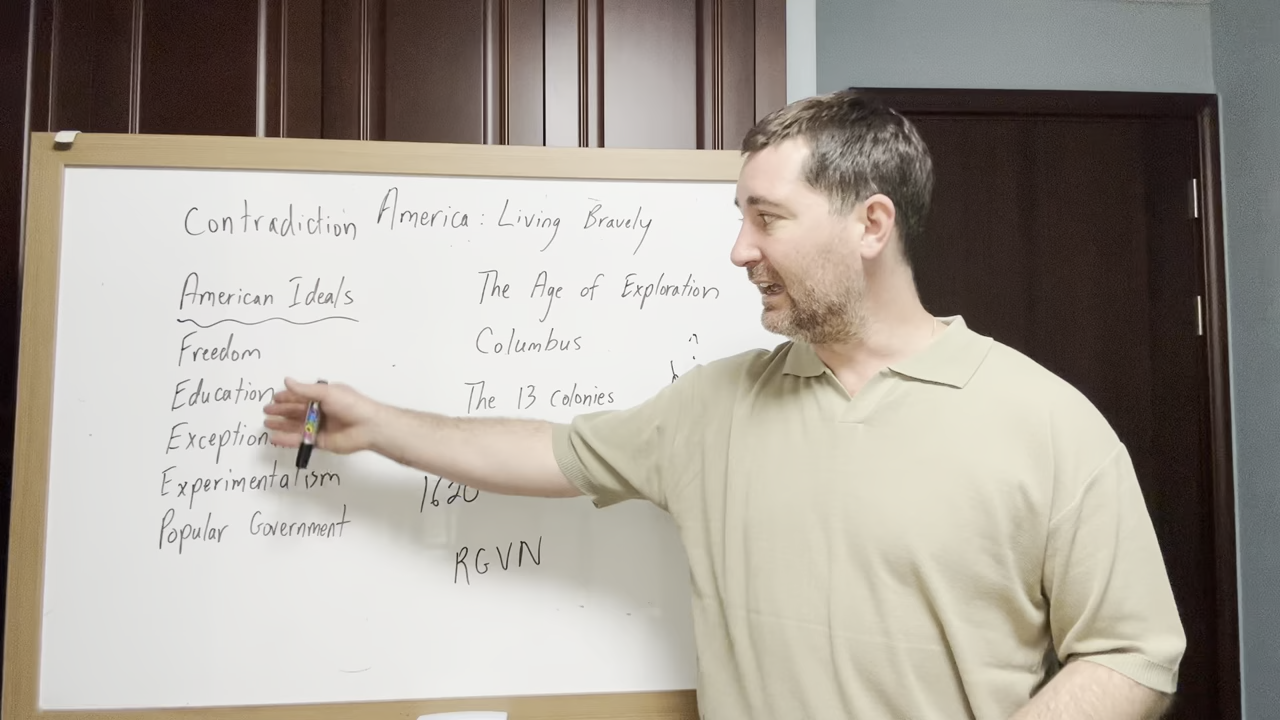 Contradiction America: Living Bravely
American Ideals
Freedom
Education
Experimentalism
Popular Government
The Age of Exploration
Columbus
The 13 colonies
1620
RGVN